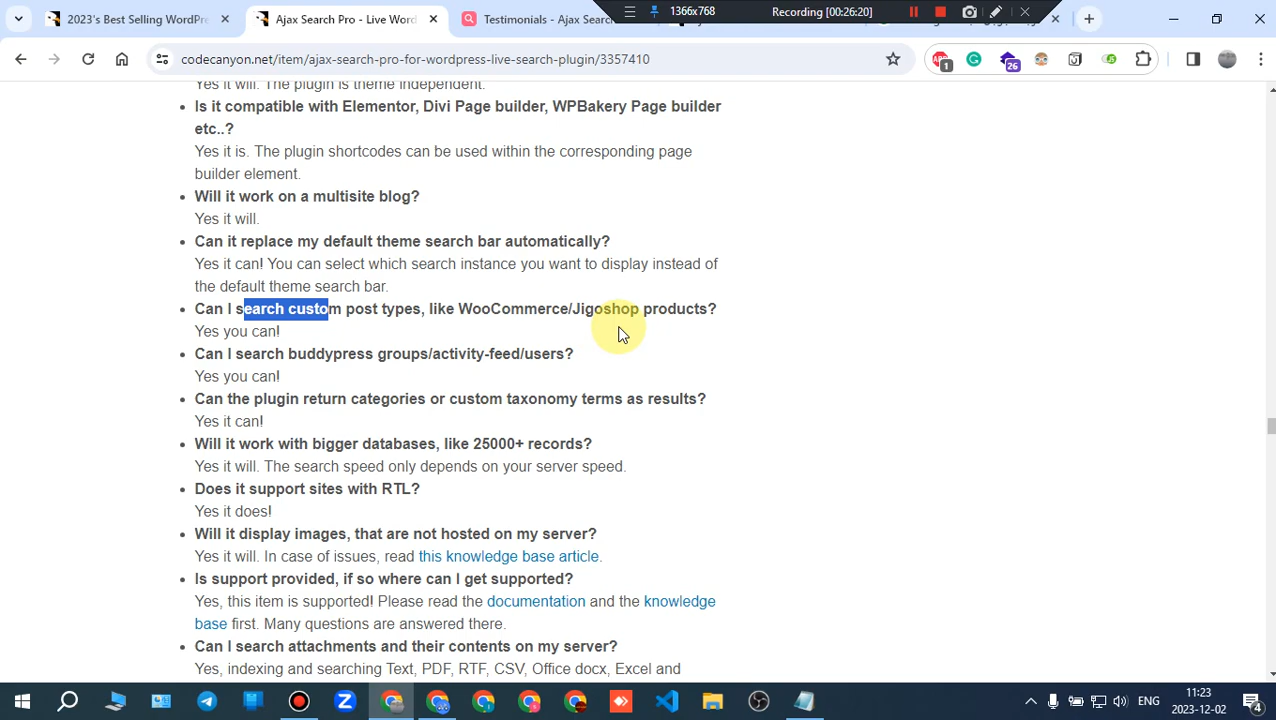 2023's Best Selling WordPre
Ajax Search Pro - Live Word
Testimonials - Ajax Search
1366x768
Recording [00:26:20]
codecanyon.net/item/ajax-search-pro-for-wordpress-live-search-plugin/3357410
1
26
Yes it will. The plugin is theme independent.
Is it compatible with Elementor, Divi Page builder, WPBakery Page builder
etc..?
Yes it is. The plugin shortcodes can be used within the corresponding page
builder element.
Will it work on a multisite blog?
Yes it will.
Can it replace my default theme search bar automatically?
Yes it can! You can select which search instance you want to display instead of
the default theme search bar.
Can I search custom post types, like WooCommerce/Jigoshop products?
Yes you can!
Can I search buddypress groups/activity-feed/users?
Yes you can!
Can the plugin return categories or custom taxonomy terms as results?
Yes it can!
Will it work with bigger databases, like 25000+ records?
Yes it will. The search speed only depends on your server speed.
Does it support sites with RTL?
Yes it does!
Will it display images, that are not hosted on my server?
Yes it will. In case of issues, read this knowledge base article.
Is support provided, if so where can I get supported?
Yes, this item is supported! Please read the documentation and the knowledge
base first. Many questions are answered there.
Can I search attachments and their contents on my server?
Yes, indexing and searching Text, PDF, RTF, CSV, Office docx, Excel and
ENG
11:23
2023-12-02
4